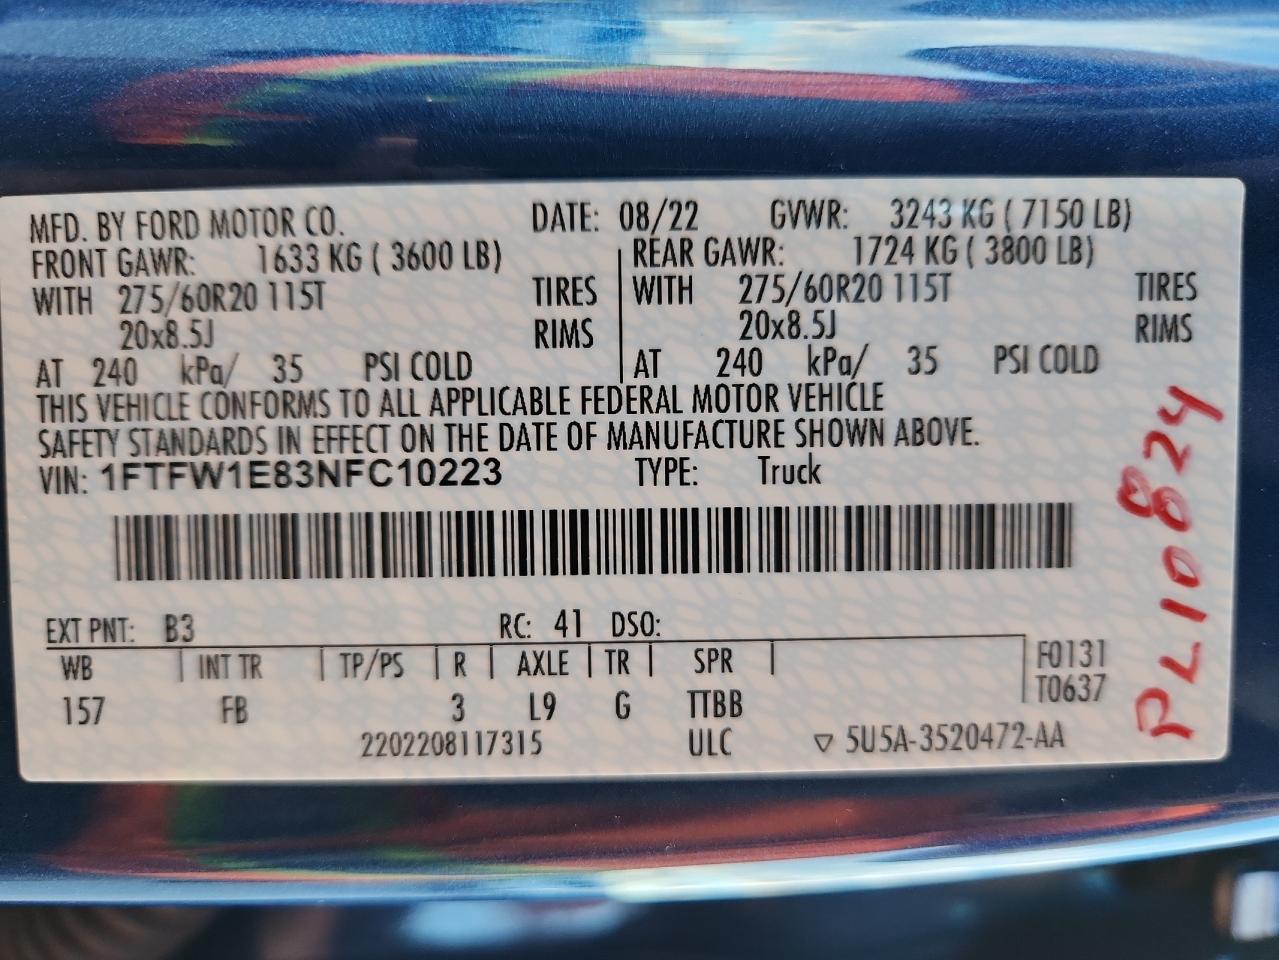 MFD. BY FORD MOTOR CO. DATE: 08/22 GVWR: 3243 KG ( 7150 LB)
FRONT GAWR: 1633 KG ( 3600 LB) REAR GAWR: 1724 KG ( 3800 LB)
WITH 275/60R20 115T TIRES WITH 275/60R20 115T TIRES
20x8.5J RIMS 20x8.5J RIMS
AT 240 kPa/ 35 PSI COLD AT 240 kPa/ 35 PSI COLD
THIS VEHICLE CONFORMS TO ALL APPLICABLE FEDERAL MOTOR VEHICLE
SAFETY STANDARDS IN EFFECT ON THE DATE OF MANUFACTURE SHOWN ABOVE.
VIN: 1FTFW1E83NFC10223 TYPE: Truck
EXT PNT: B3 RC: 41 DSO:
WB INT TR TP/PS R AXLE TR SPR F0131
157 FB 3 L9 G TTBB T0637
2202208117315 ULC ▽ 5U5A-3520472-AA
PL10824